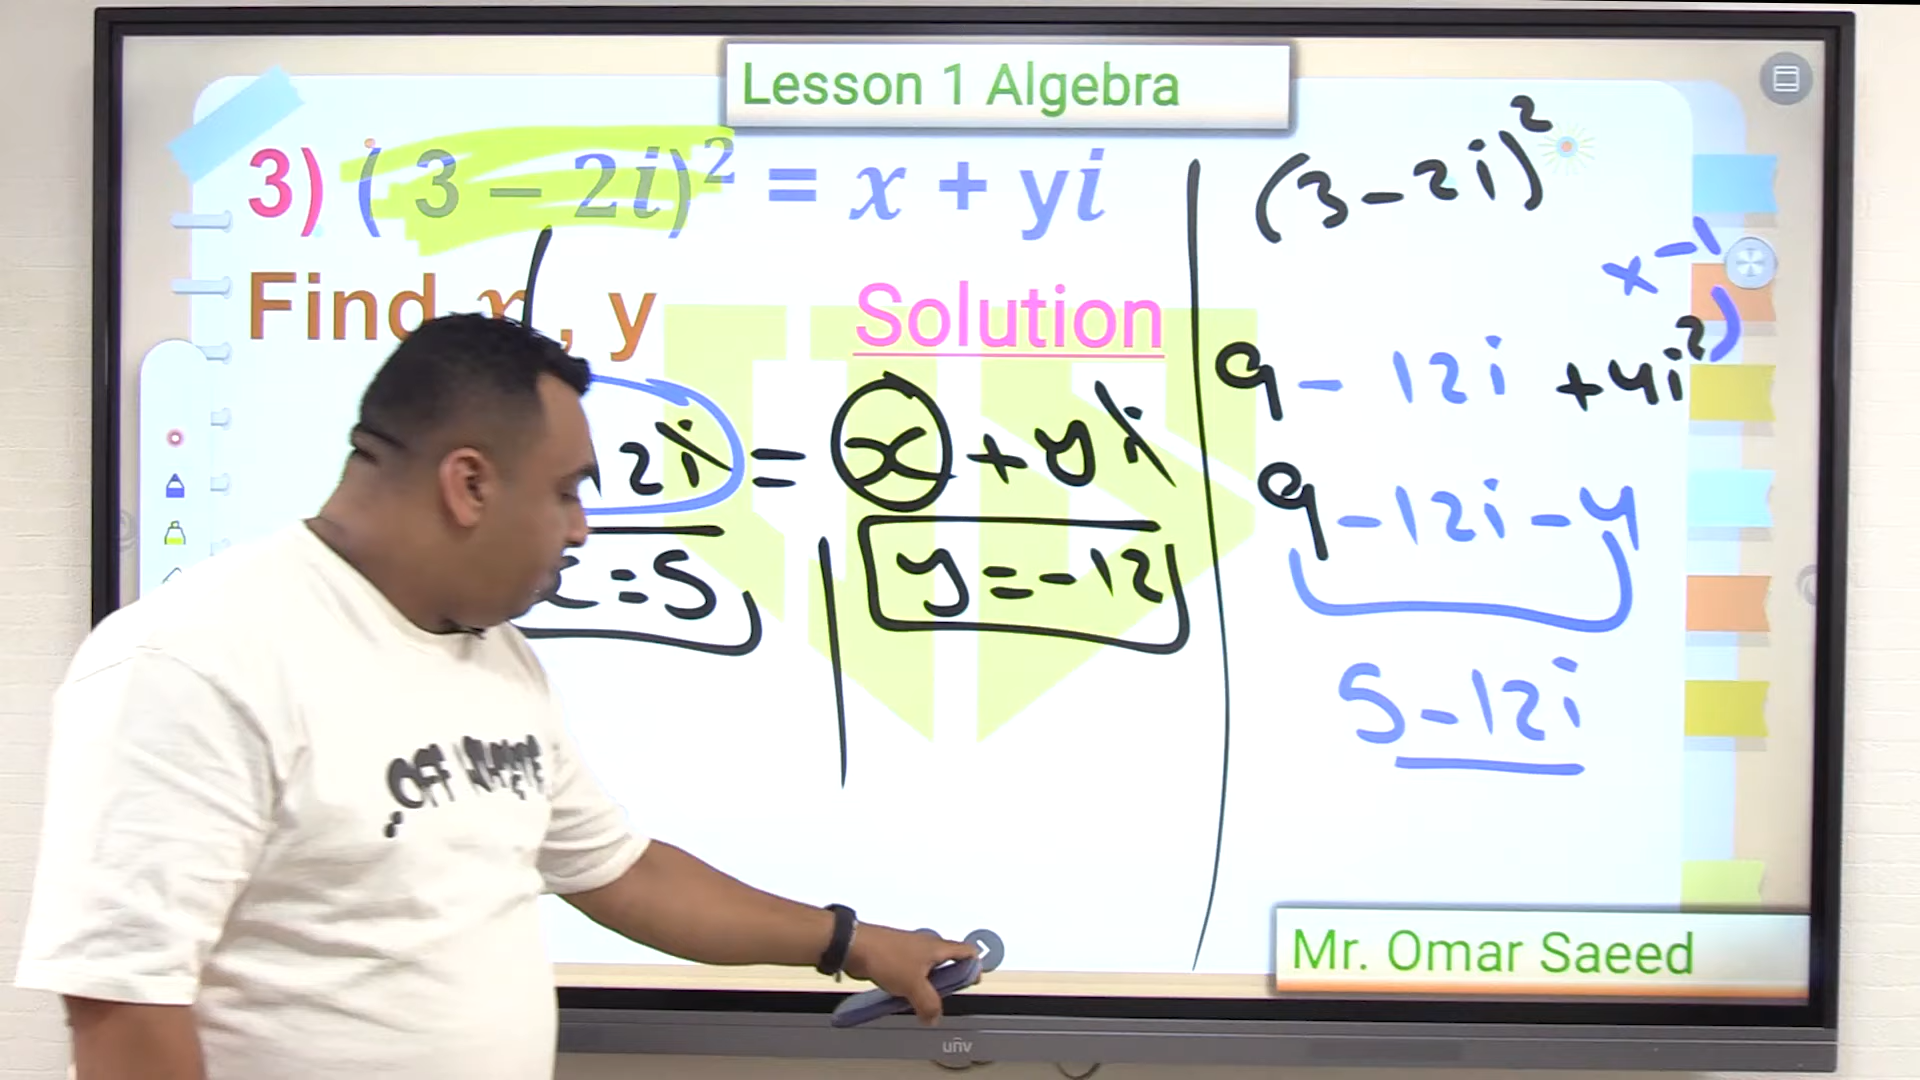 Lesson 1 Algebra
3) (3 − 2i)² = x + yi
Find x, y
Solution
2i = x + yi
= 5
y = -12
(3-2i)²
x -1
9 - 12i + 4i²
9 - 12i - 4
5 - 12i
OFF
Mr. Omar Saeed
unv